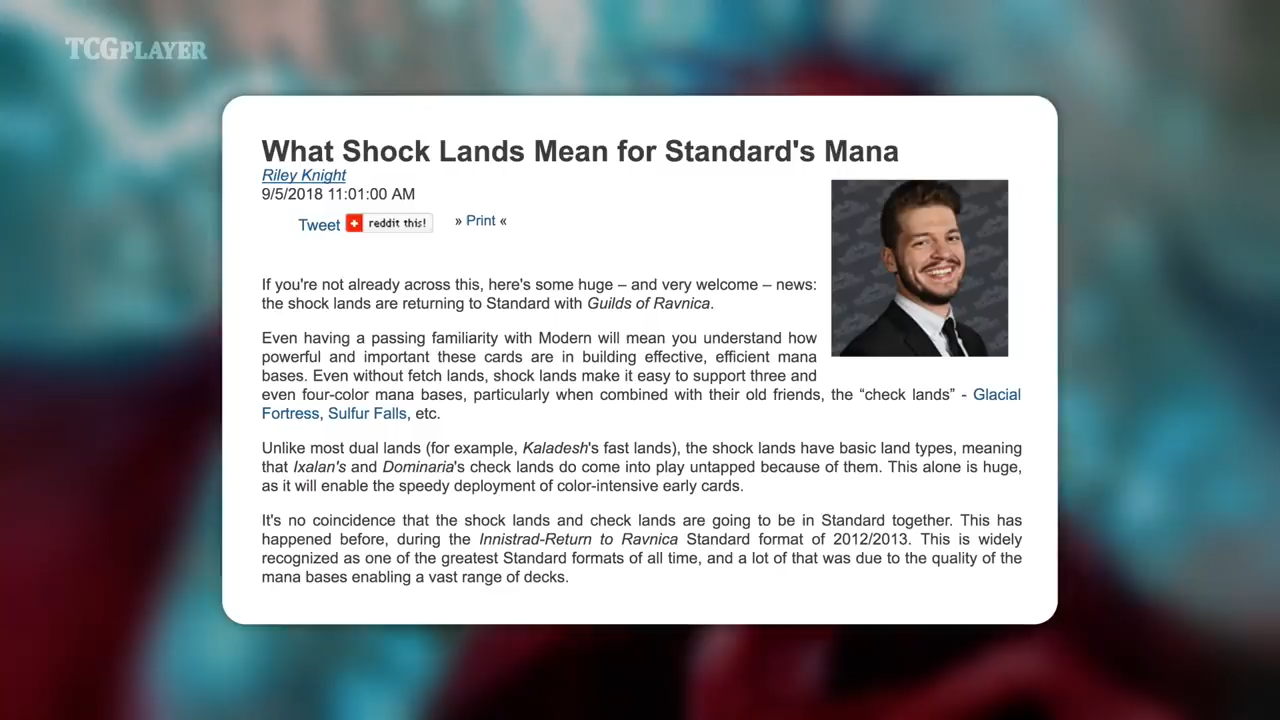 TCGPLAYER
What Shock Lands Mean for Standard's Mana
Riley Knight
9/5/2018 11:01:00 AM
Tweet + reddit this! » Print «
If you're not already across this, here's some huge – and very welcome – news:
the shock lands are returning to Standard with Guilds of Ravnica.
Even having a passing familiarity with Modern will mean you understand how
powerful and important these cards are in building effective, efficient mana
bases. Even without fetch lands, shock lands make it easy to support three and
even four-color mana bases, particularly when combined with their old friends, the “check lands” - Glacial
Fortress, Sulfur Falls, etc.
Unlike most dual lands (for example, Kaladesh's fast lands), the shock lands have basic land types, meaning
that Ixalan's and Dominaria's check lands do come into play untapped because of them. This alone is huge,
as it will enable the speedy deployment of color-intensive early cards.
It's no coincidence that the shock lands and check lands are going to be in Standard together. This has
happened before, during the Innistrad-Return to Ravnica Standard format of 2012/2013. This is widely
recognized as one of the greatest Standard formats of all time, and a lot of that was due to the quality of the
mana bases enabling a vast range of decks.